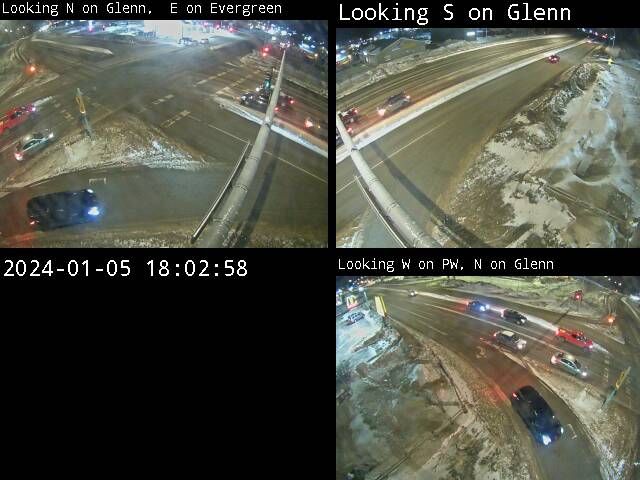 Looking N on Glenn,  E on Evergreen
Looking S on Glenn
2024-01-05 18:02:58
Looking W on PW, N on Glenn